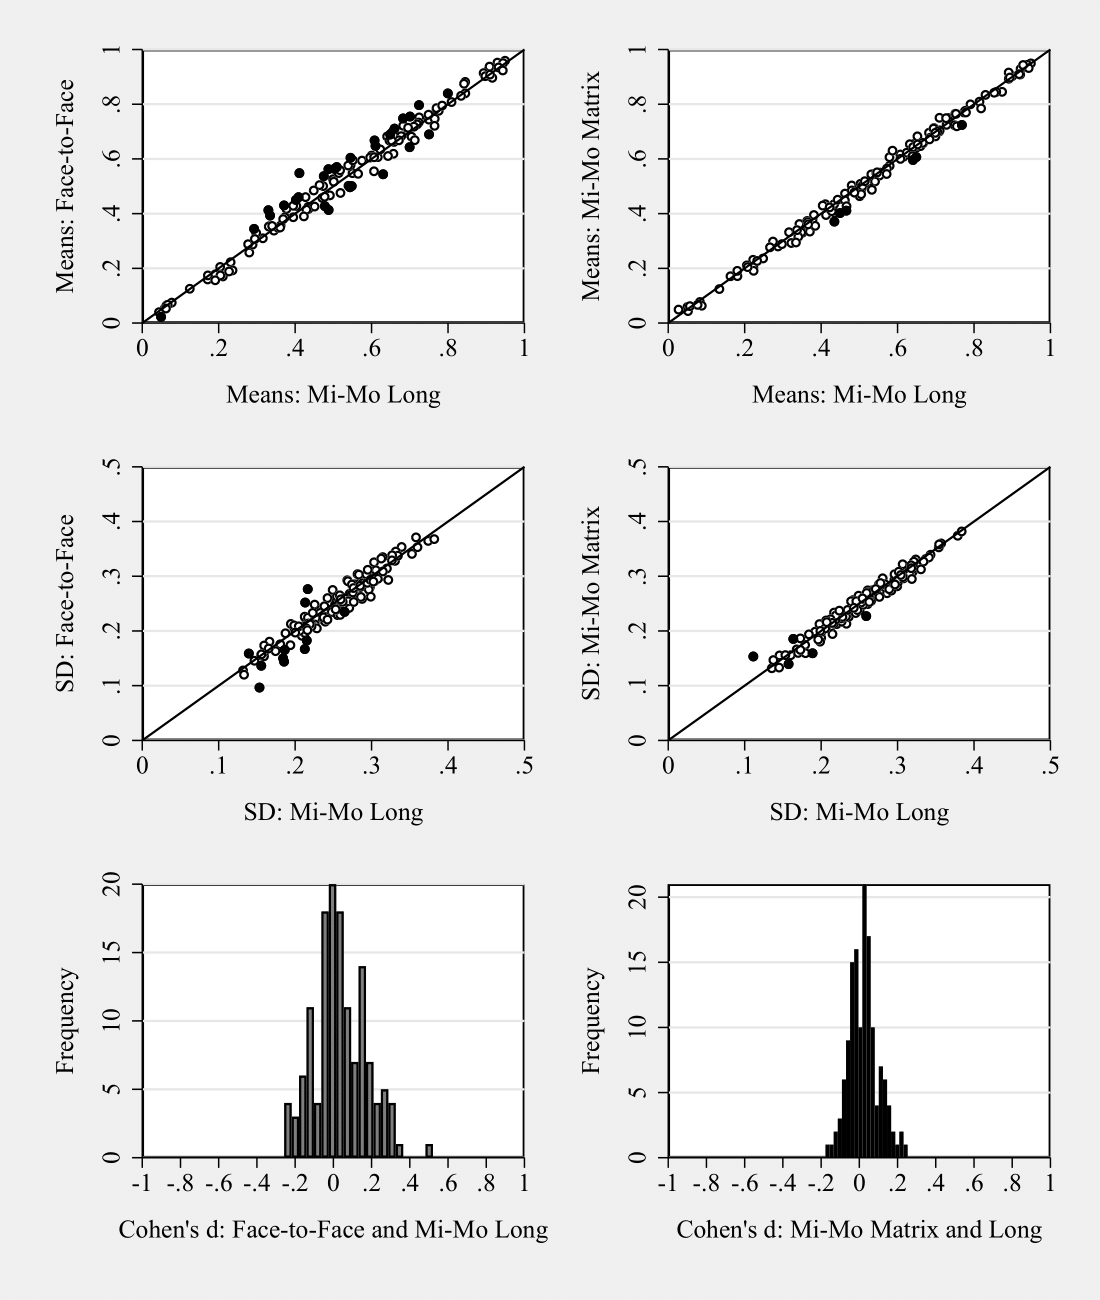 Means: Face-to-Face
0 .2 .4 .6 .8 1
0 .2 .4 .6 .8 1
Means: Mi-Mo Long
Means: Mi-Mo Matrix
0 .2 .4 .6 .8 1
0 .2 .4 .6 .8 1
Means: Mi-Mo Long
SD: Face-to-Face
0 .1 .2 .3 .4 .5
0 .1 .2 .3 .4 .5
SD: Mi-Mo Long
SD: Mi-Mo Matrix
0 .1 .2 .3 .4 .5
0 .1 .2 .3 .4 .5
SD: Mi-Mo Long
Frequency
0 5 10 15 20
-1 -.8 -.6 -.4 -.2 0 .2 .4 .6 .8 1
Cohen's d: Face-to-Face and Mi-Mo Long
Frequency
0 5 10 15 20
-1 -.8 -.6 -.4 -.2 0 .2 .4 .6 .8 1
Cohen's d: Mi-Mo Matrix and Long